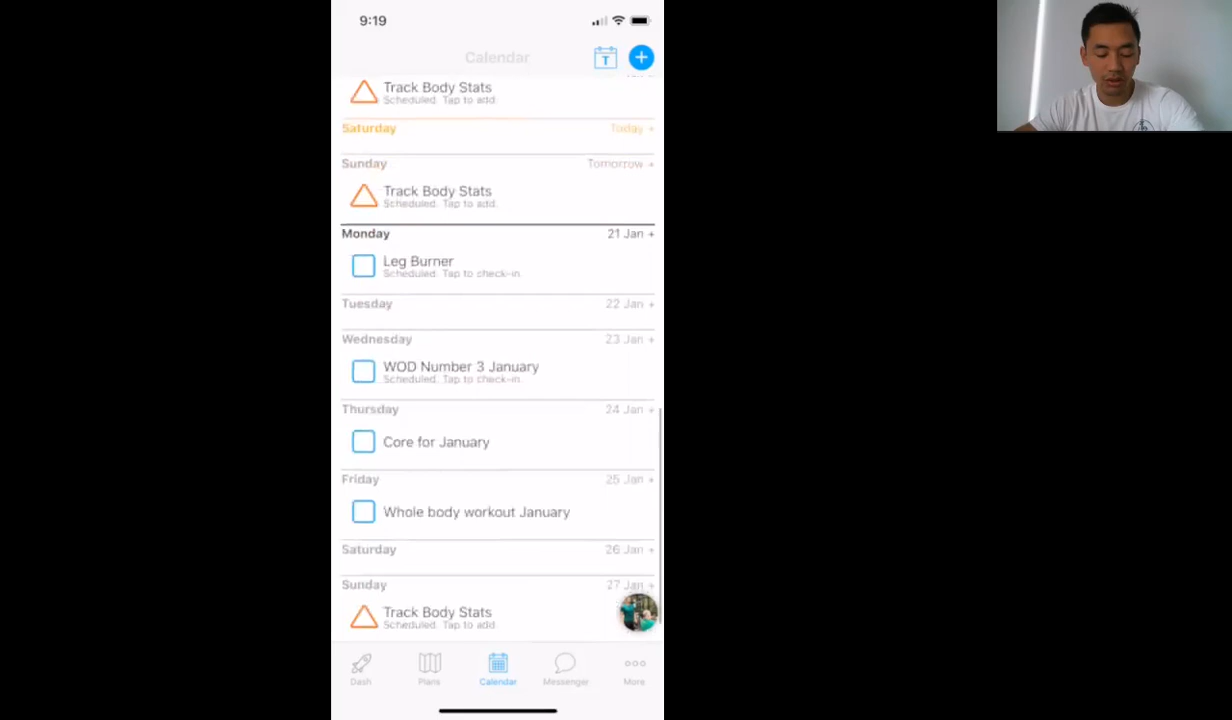 9:19
Calendar
T
Track Body Stats
Scheduled. Tap to add.
Saturday Today +
Sunday Tomorrow +
Track Body Stats
Scheduled. Tap to add.
Monday 21 Jan +
Leg Burner
Scheduled. Tap to check-in.
Tuesday 22 Jan +
Wednesday 23 Jan +
WOD Number 3 January
Scheduled. Tap to check-in.
Thursday 24 Jan +
Core for January
Friday 25 Jan +
Whole body workout January
Saturday 26 Jan +
Sunday 27 Jan +
Track Body Stats
Scheduled. Tap to add.
Dash Plans Calendar Messenger More